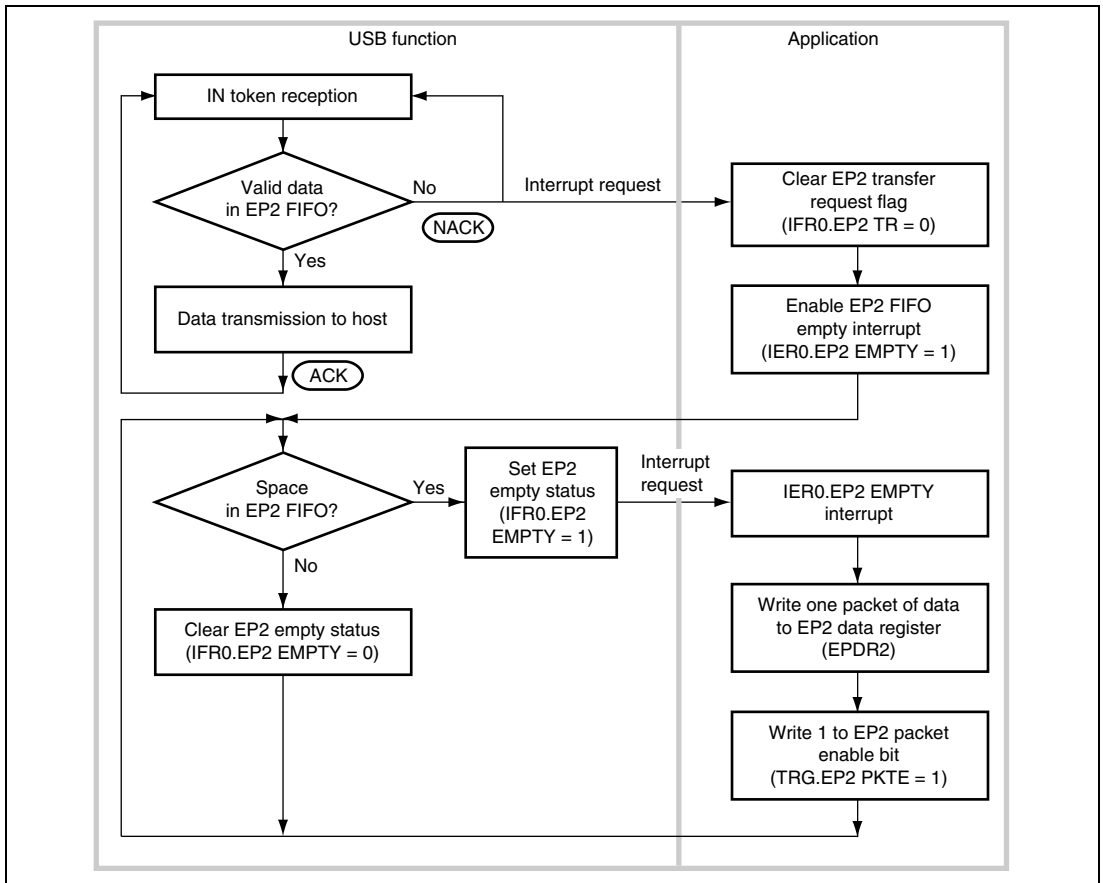 USB function
Application
IN token reception
Valid data
in EP2 FIFO?
No
NACK
Interrupt request
Clear EP2 transfer
request flag
(IFR0.EP2 TR = 0)
Yes
Data transmission to host
ACK
Enable EP2 FIFO
empty interrupt
(IER0.EP2 EMPTY = 1)
Space
in EP2 FIFO?
Yes
Set EP2
empty status
(IFR0.EP2
EMPTY = 1)
Interrupt
request
IER0.EP2 EMPTY
interrupt
No
Clear EP2 empty status
(IFR0.EP2 EMPTY = 0)
Write one packet of data
to EP2 data register
(EPDR2)
Write 1 to EP2 packet
enable bit
(TRG.EP2 PKTE = 1)